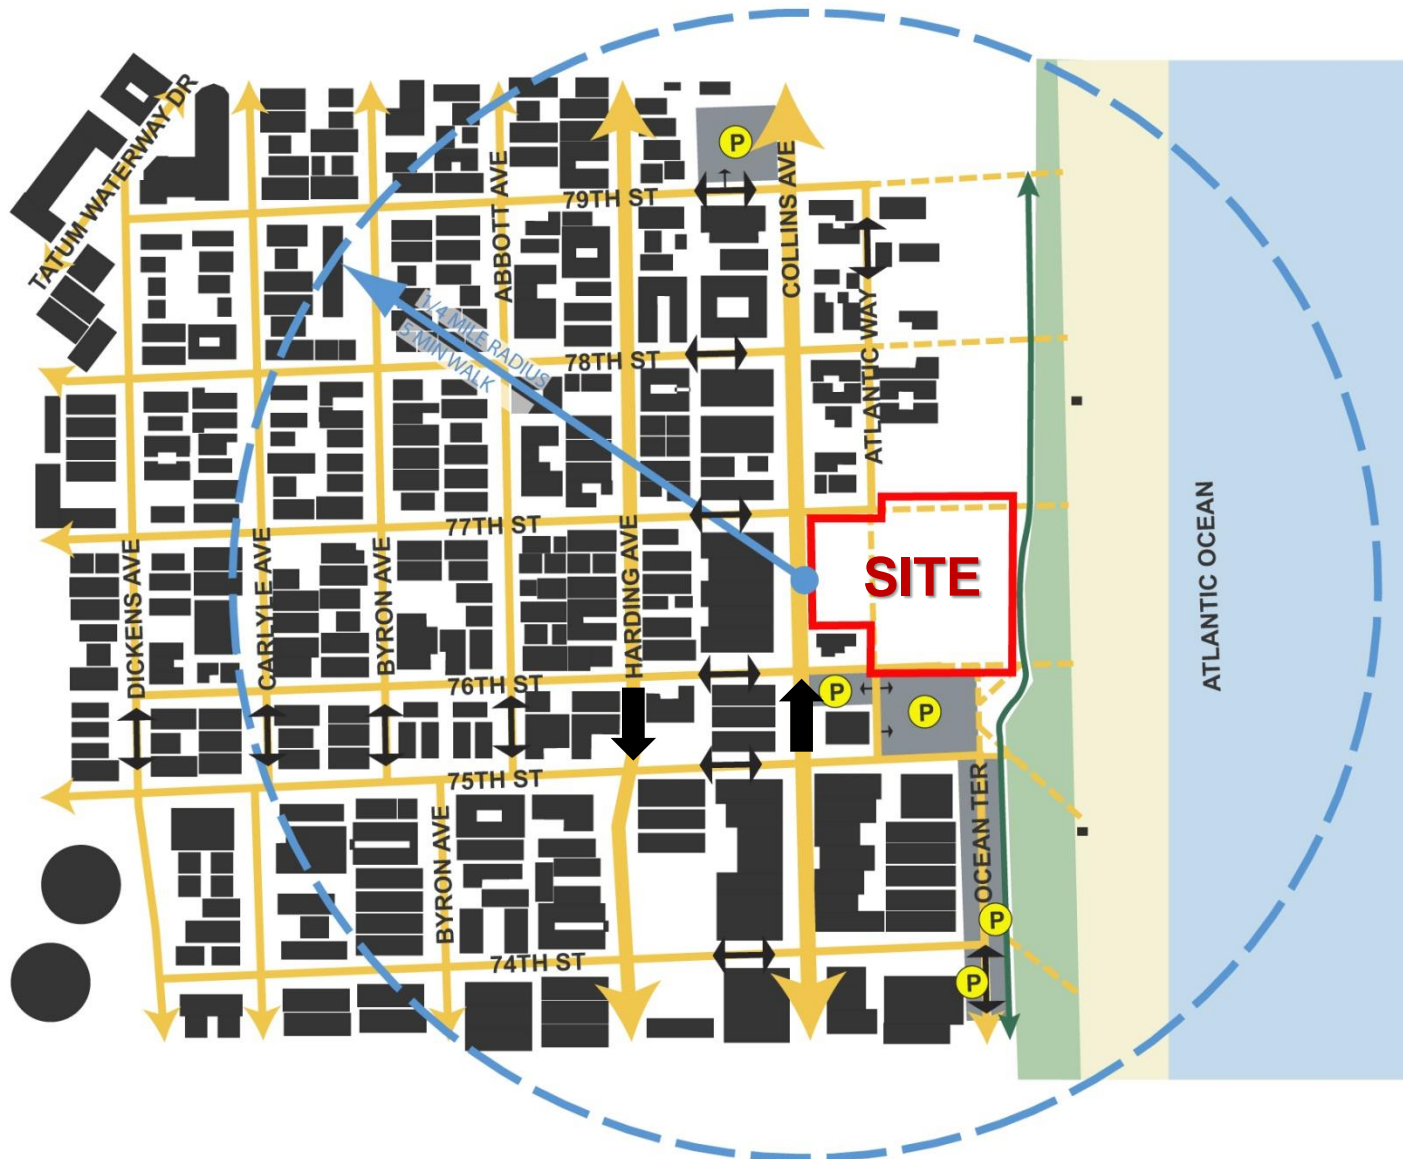 TATUM WATERWAY DR
P
79TH ST
ABBOTT AVE
COLLINS AVE
1/4 MILE RADIUS
5 MIN WALK
78TH ST
ATLANTIC WAY
77TH ST
SITE
ATLANTIC OCEAN
DICKENS AVE
CARLYLE AVE
BYRON AVE
HARDING AVE
76TH ST
P
P
75TH ST
BYRON AVE
OCEAN TER
P
74TH ST
P